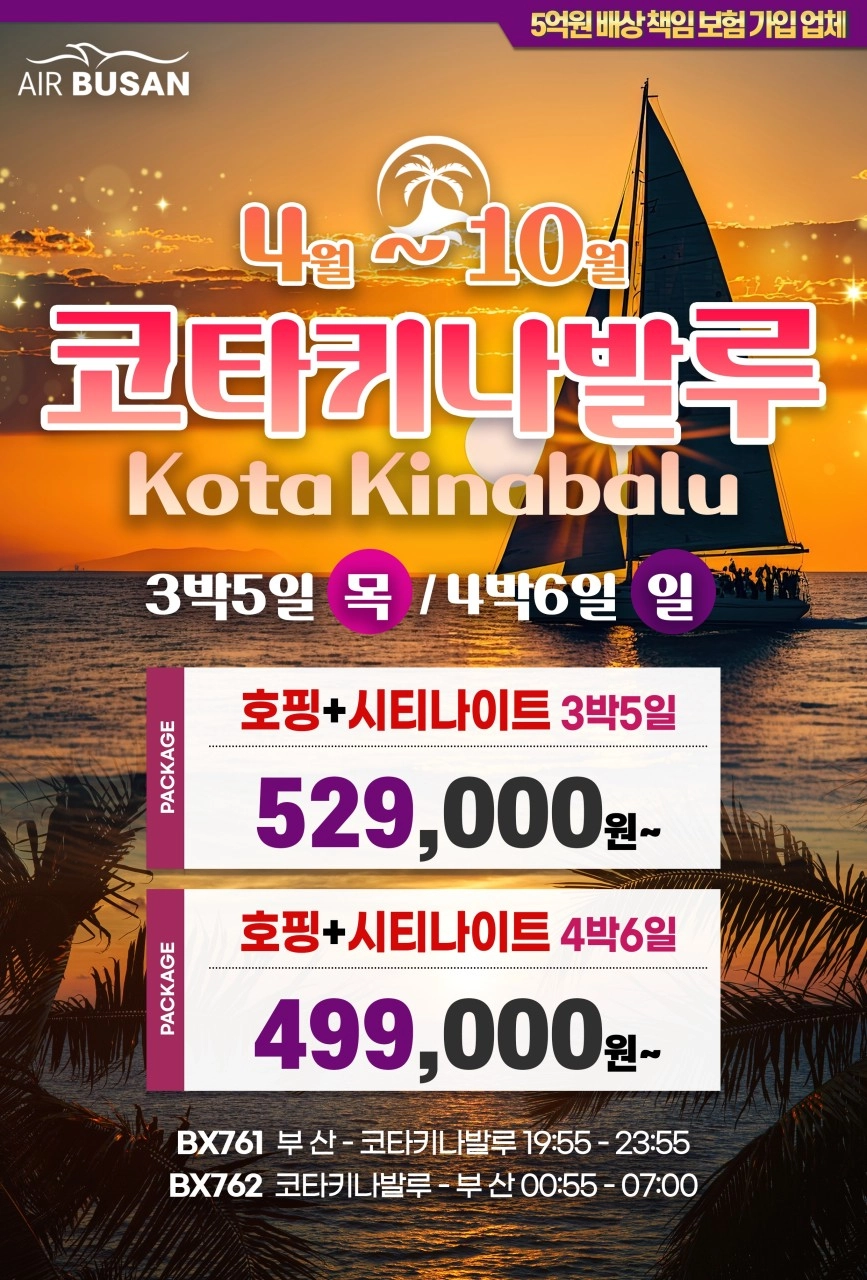 5억원 배상 책임 보험 가입 업체
AIR BUSAN
4월 ~ 10월
코타키나발루
Kota Kinabalu
3박5일 목 / 4박6일 일
PACKAGE
호핑+시티나이트 3박5일
529,000원~
PACKAGE
호핑+시티나이트 4박6일
499,000원~
BX761 부 산 - 코타키나발루 19:55 - 23:55
BX762 코타키나발루 - 부 산 00:55 - 07:00